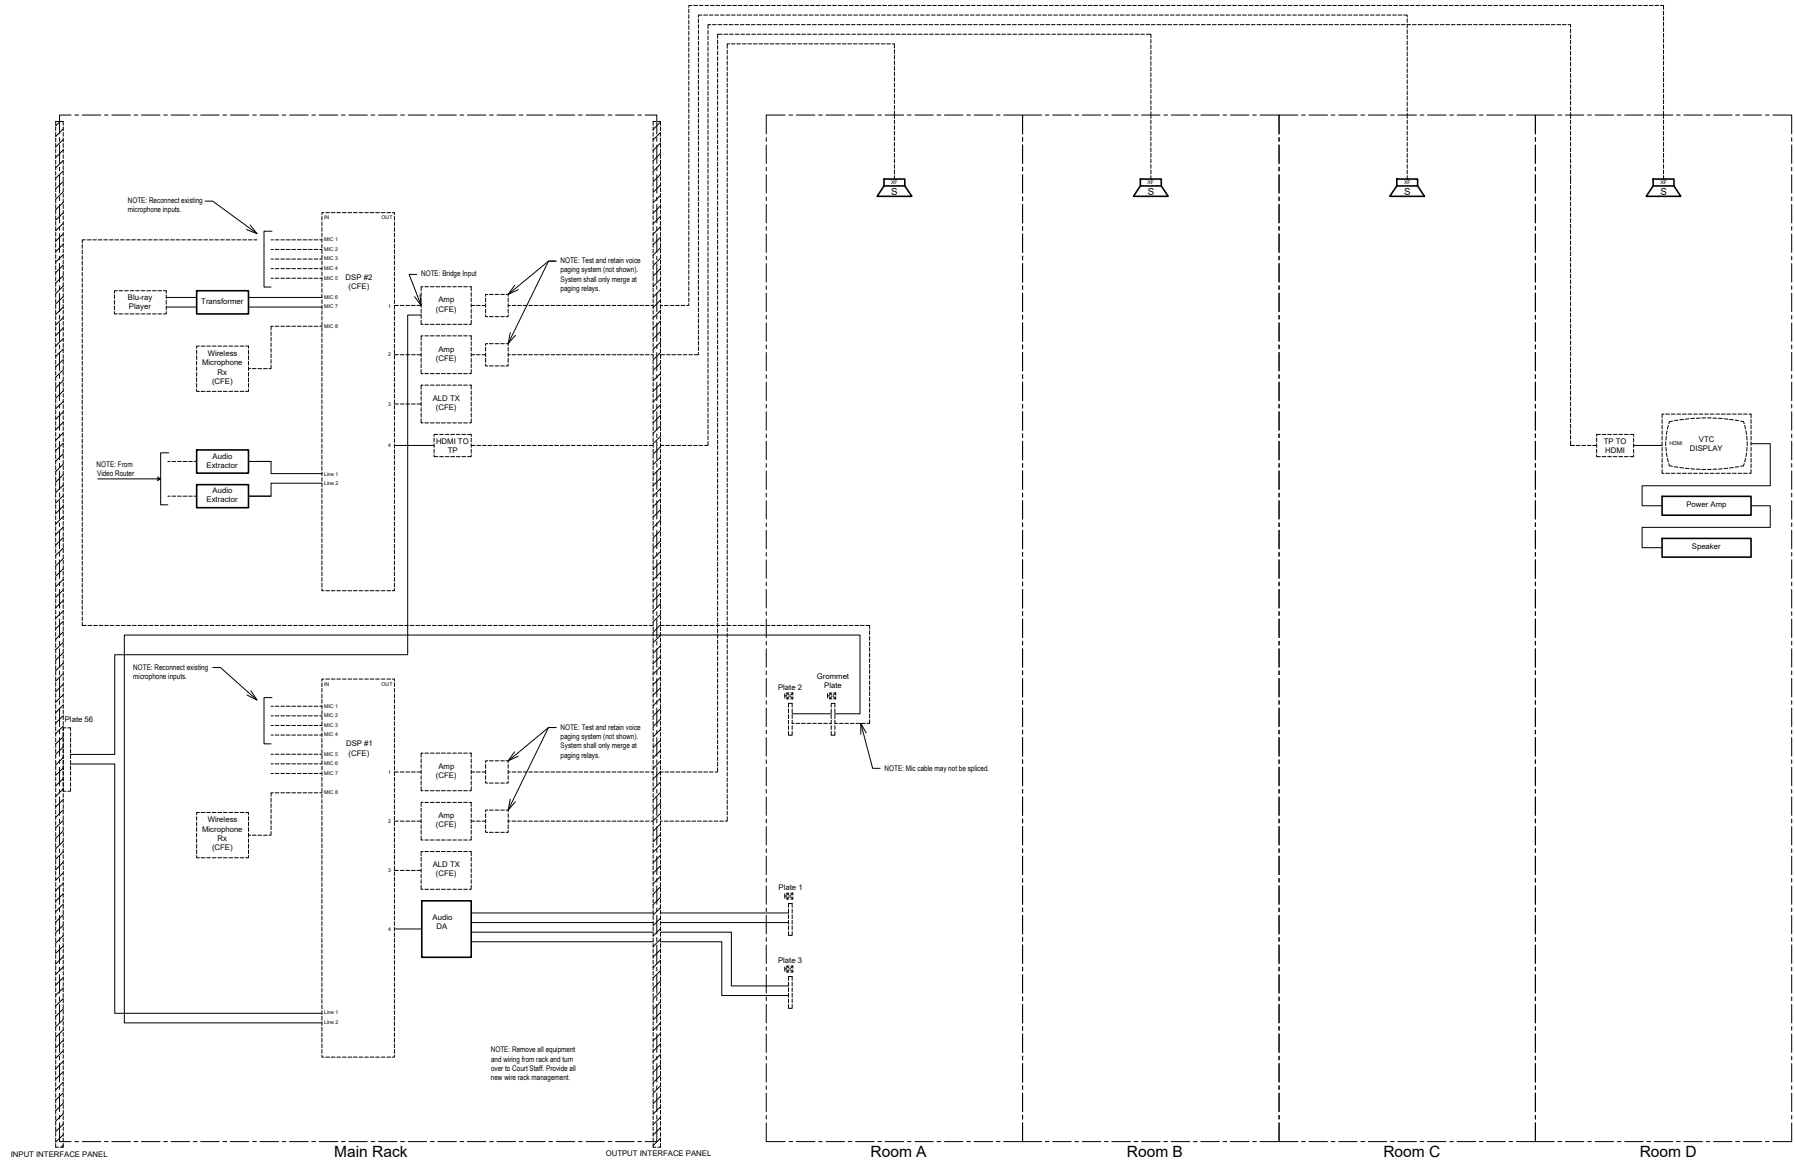 XF
S
XF
S
XF
S
XF
S
NOTE: Reconnect existing
microphone inputs.
IN
OUT
MIC 1
MIC 2
MIC 3
MIC 4
MIC 5
MIC 6
MIC 7
MIC 8
DSP #2
(CFE)
Blu-ray
Player
Transformer
Wireless
Microphone
Rx
(CFE)
NOTE: From
Video Router
Audio
Extractor
Audio
Extractor
Line 1
Line 2
1
2
3
4
NOTE: Bridge Input
Amp
(CFE)
Amp
(CFE)
ALD TX
(CFE)
HDMI TO
TP
NOTE: Test and retain voice
paging system (not shown).
System shall only merge at
paging relays.
TP TO
HDMI
HDMI
VTC
DISPLAY
Power Amp
Speaker
NOTE: Reconnect existing
microphone inputs.
Plate 56
IN
OUT
MIC 1
MIC 2
MIC 3
MIC 4
MIC 5
MIC 6
MIC 7
MIC 8
DSP #1
(CFE)
Wireless
Microphone
Rx
(CFE)
Line 1
Line 2
1
2
3
4
Amp
(CFE)
Amp
(CFE)
ALD TX
(CFE)
Audio
DA
NOTE: Test and retain voice
paging system (not shown).
System shall only merge at
paging relays.
Plate 2
Grommet
Plate
NOTE: Mic cable may not be spliced.
Plate 1
Plate 3
NOTE: Remove all equipment
and wiring from rack and turn
over to Court Staff. Provide all
new wire rack management.
INPUT INTERFACE PANEL
Main Rack
OUTPUT INTERFACE PANEL
Room A
Room B
Room C
Room D